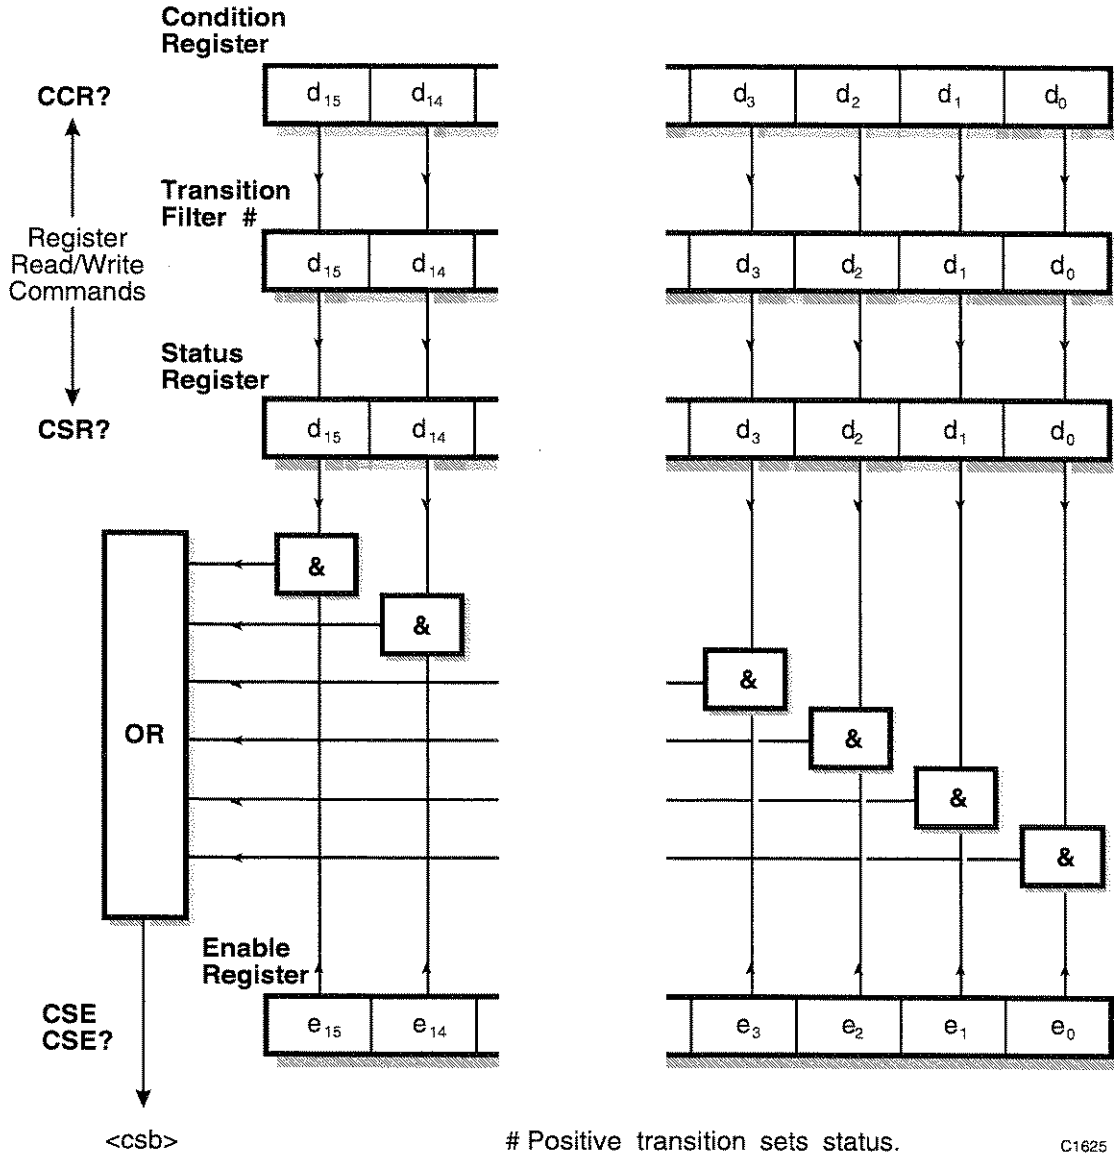 Condition
Register
CCR?
d15 d14 d3 d2 d1 d0
Transition
Filter #
Register
Read/Write
Commands
d15 d14 d3 d2 d1 d0
Status
Register
CSR?
d15 d14 d3 d2 d1 d0
&
&
&
OR
&
&
&
Enable
Register
CSE
CSE?
e15 e14 e3 e2 e1 e0
<csb>
# Positive transition sets status.
C1625